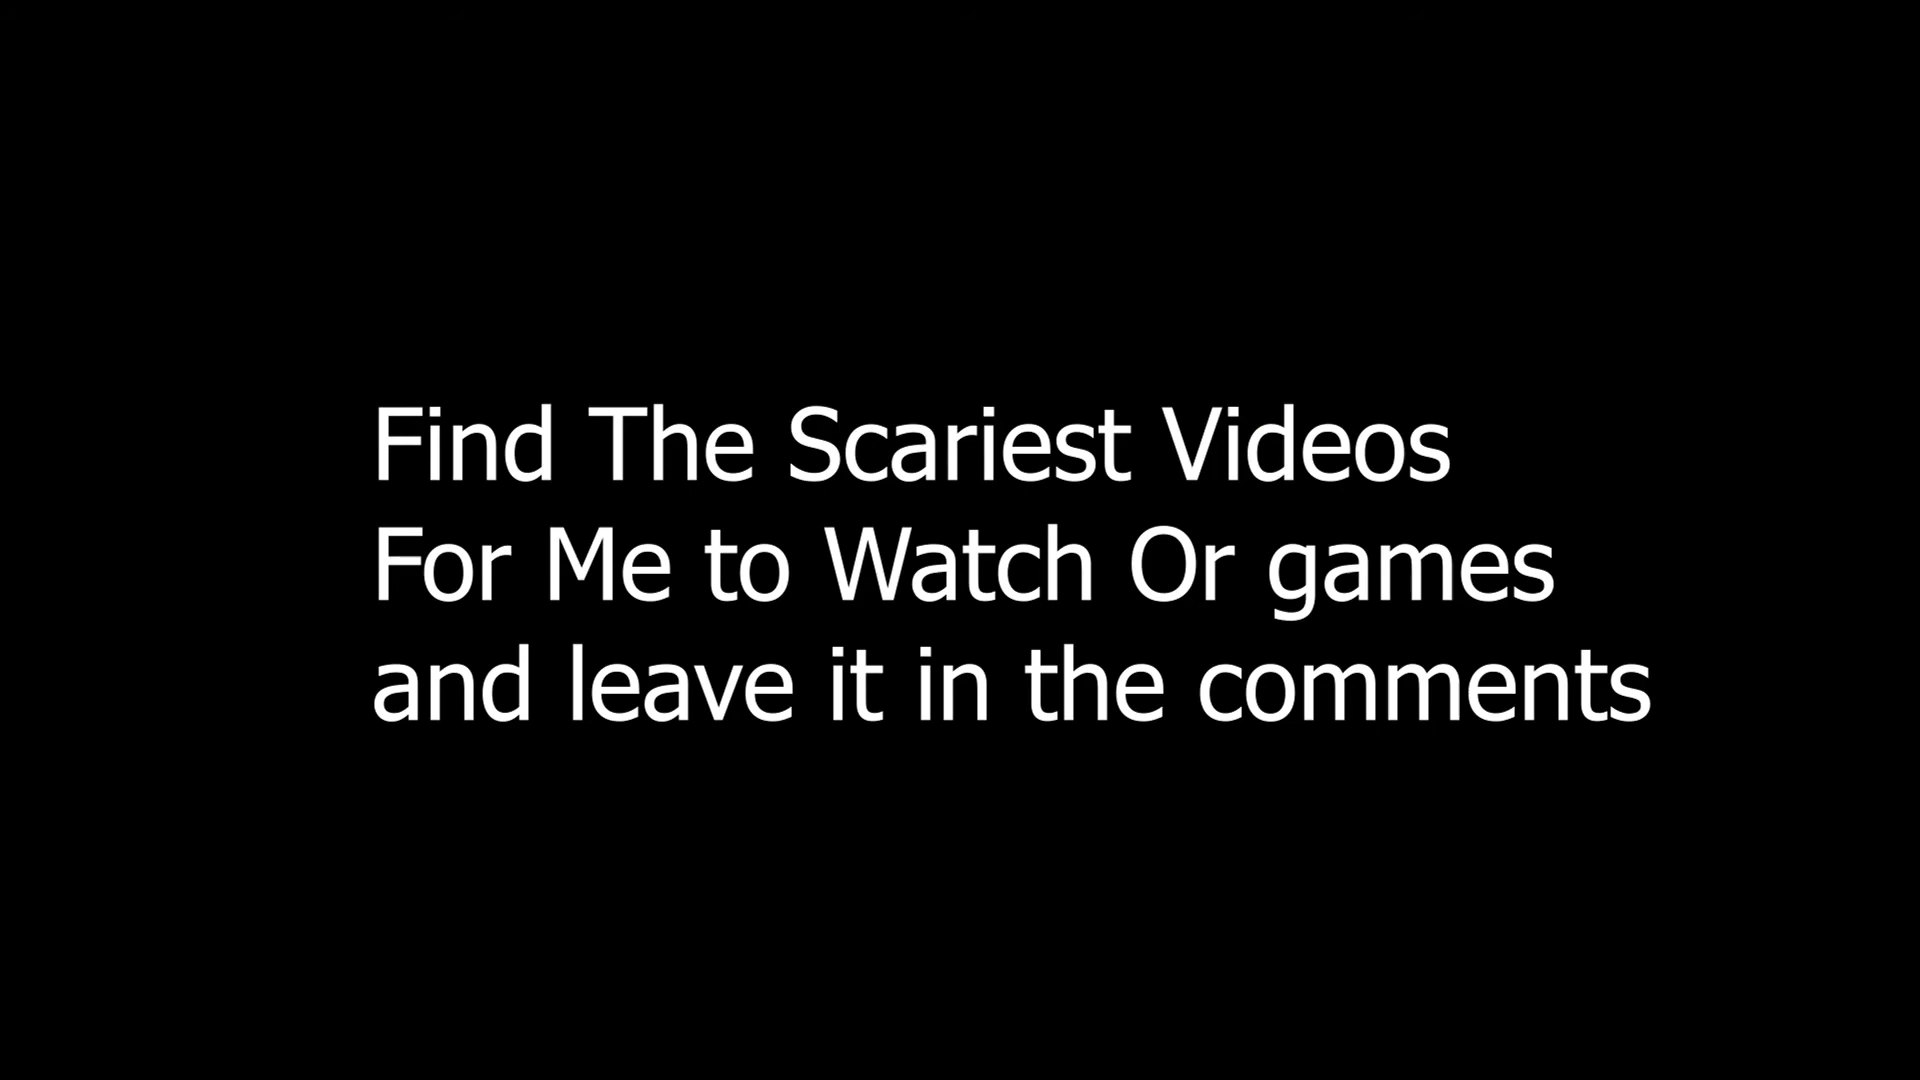 Find The Scariest Videos
For Me to Watch Or games
and leave it in the comments